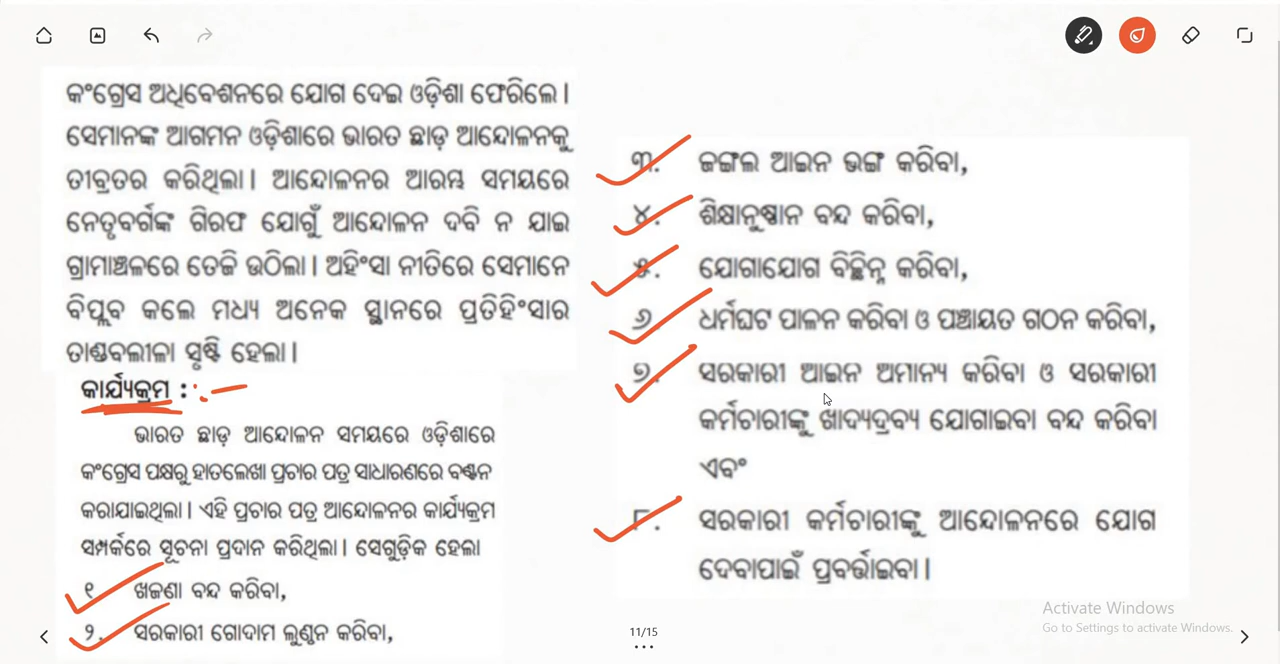 କଂଗ୍ରେସ ଅଧିବେଶନରେ ଯୋଗ ଦେଇ ଓଡ଼ିଶା ଫେରିଲେ।
ସେମାନଙ୍କ ଆଗମନ ଓଡ଼ିଶାରେ ଭାରତ ଛାଡ଼ ଆନ୍ଦୋଳନକୁ
ତୀବ୍ରତର କରିଥିଲା। ଆନ୍ଦୋଳନର ଆରମ୍ଭ ସମୟରେ
ନେତୃବର୍ଗଙ୍କ ଗିରଫ ଯୋଗୁଁ ଆନ୍ଦୋଳନ ଦବି ନ ଯାଇ
ଗ୍ରାମାଞ୍ଚଳରେ ତେଜି ଉଠିଲା। ଅହିଂସା ନୀତିରେ ସେମାନେ
ବିପ୍ଲବ କଲେ ମଧ୍ୟ ଅନେକ ସ୍ଥାନରେ ପ୍ରତିହିଂସାର
ତାଣ୍ଡବଲୀଳା ସୃଷ୍ଟି ହେଲା।
କାର୍ଯ୍ୟକ୍ରମ :
ଭାରତ ଛାଡ଼ ଆନ୍ଦୋଳନ ସମୟରେ ଓଡ଼ିଶାରେ
କଂଗ୍ରେସ ପକ୍ଷରୁ ହାତଲେଖା ପ୍ରଚାର ପତ୍ର ସାଧାରଣରେ ବଣ୍ଟନ
କରାଯାଇଥିଲା। ଏହି ପ୍ରଚାର ପତ୍ର ଆନ୍ଦୋଳନର କାର୍ଯ୍ୟକ୍ରମ
ସମ୍ପର୍କରେ ସୂଚନା ପ୍ରଦାନ କରିଥିଲା। ସେଗୁଡ଼ିକ ହେଲା
୧ ଖଜଣା ବନ୍ଦ କରିବା,
୨. ସରକାରୀ ଗୋଦାମ ଲୁଣ୍ଠନ କରିବା,
୩. ଜଙ୍ଗଲ ଆଇନ ଭଙ୍ଗ କରିବା,
୪. ଶିକ୍ଷାନୁଷ୍ଠାନ ବନ୍ଦ କରିବା,
୫. ଯୋଗାଯୋଗ ବିଚ୍ଛିନ୍ନ କରିବା,
୬ ଧର୍ମଘଟ ପାଳନ କରିବା ଓ ପଞ୍ଚାୟତ ଗଠନ କରିବା,
୭. ସରକାରୀ ଆଇନ ଅମାନ୍ୟ କରିବା ଓ ସରକାରୀ
କର୍ମଚାରୀଙ୍କୁ ଖାଦ୍ୟଦ୍ରବ୍ୟ ଯୋଗାଇବା ବନ୍ଦ କରିବା
ଏବଂ
୮. ସରକାରୀ କର୍ମଚାରୀଙ୍କୁ ଆନ୍ଦୋଳନରେ ଯୋଗ
ଦେବାପାଇଁ ପ୍ରବର୍ତ୍ତାଇବା।
Activate Windows
Go to Settings to activate Windows.
11/15